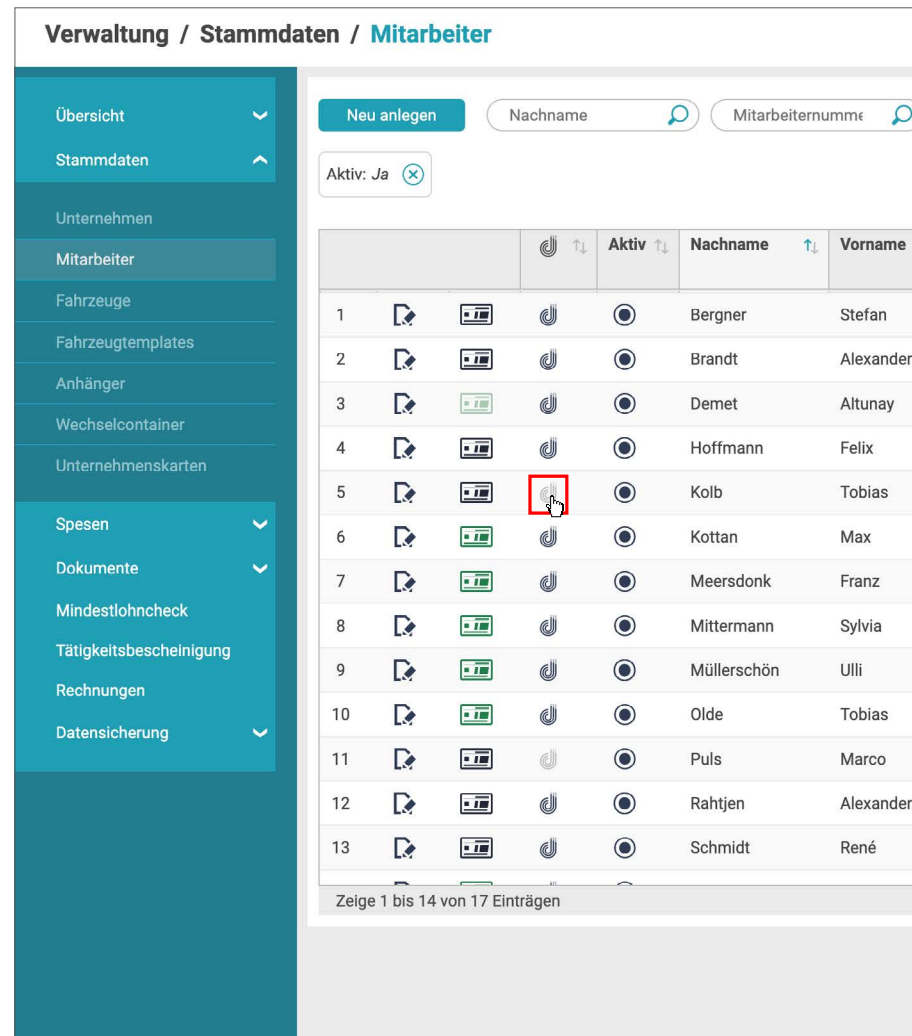 Verwaltung / Stammdaten / Mitarbeiter
Übersicht
Stammdaten
Unternehmen
Mitarbeiter
Fahrzeuge
Fahrzeugtemplates
Anhänger
Wechselcontainer
Unternehmenskarten
Spesen
Dokumente
Mindestlohncheck
Tätigkeitsbescheinigung
Rechnungen
Datensicherung
Neu anlegen Nachname Mitarbeiternumme
Aktiv: Ja
Aktiv Nachname Vorname
1 Bergner Stefan
2 Brandt Alexander
3 Demet Altunay
4 Hoffmann Felix
5 Kolb Tobias
6 Kottan Max
7 Meersdonk Franz
8 Mittermann Sylvia
9 Müllerschön Ulli
10 Olde Tobias
11 Puls Marco
12 Rahtjen Alexander
13 Schmidt René
Zeige 1 bis 14 von 17 Einträgen